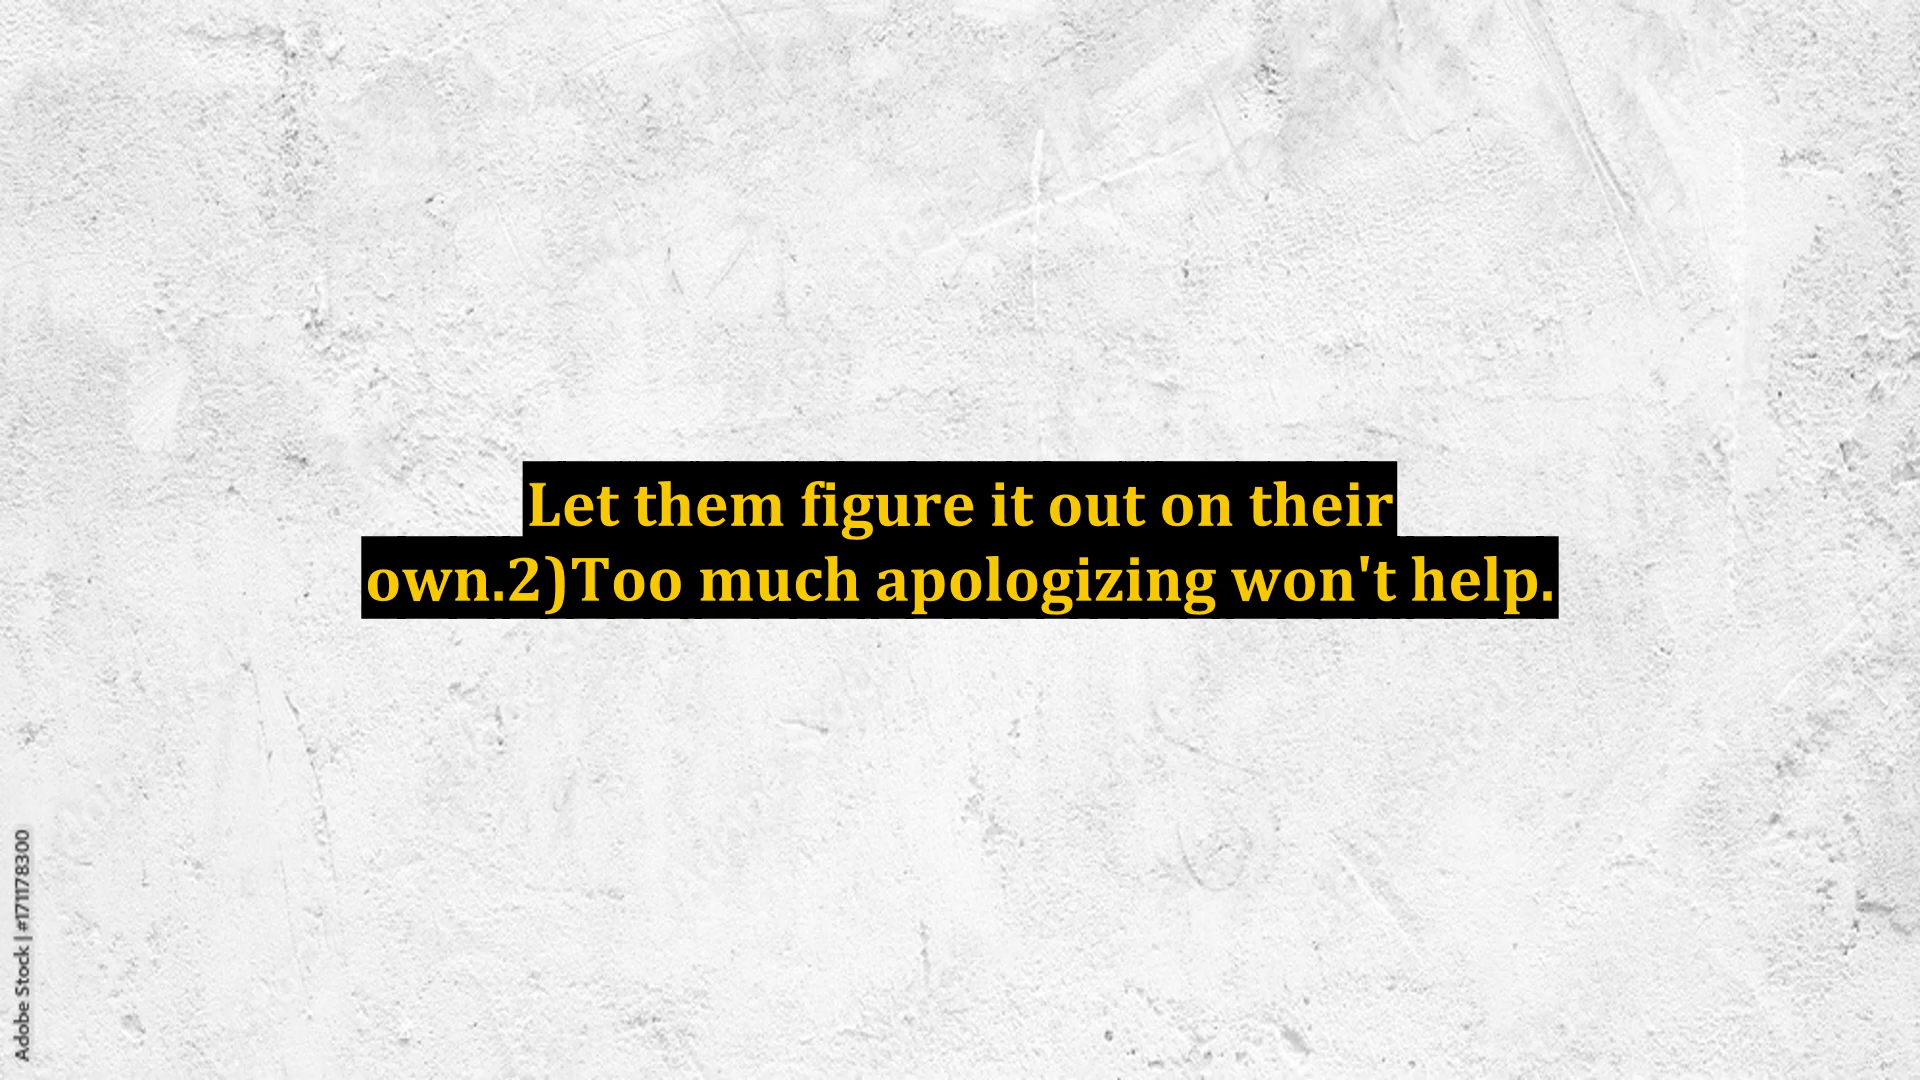 Let them figure it out on their
own.2)Too much apologizing won't help.
Adobe Stock | #171178300